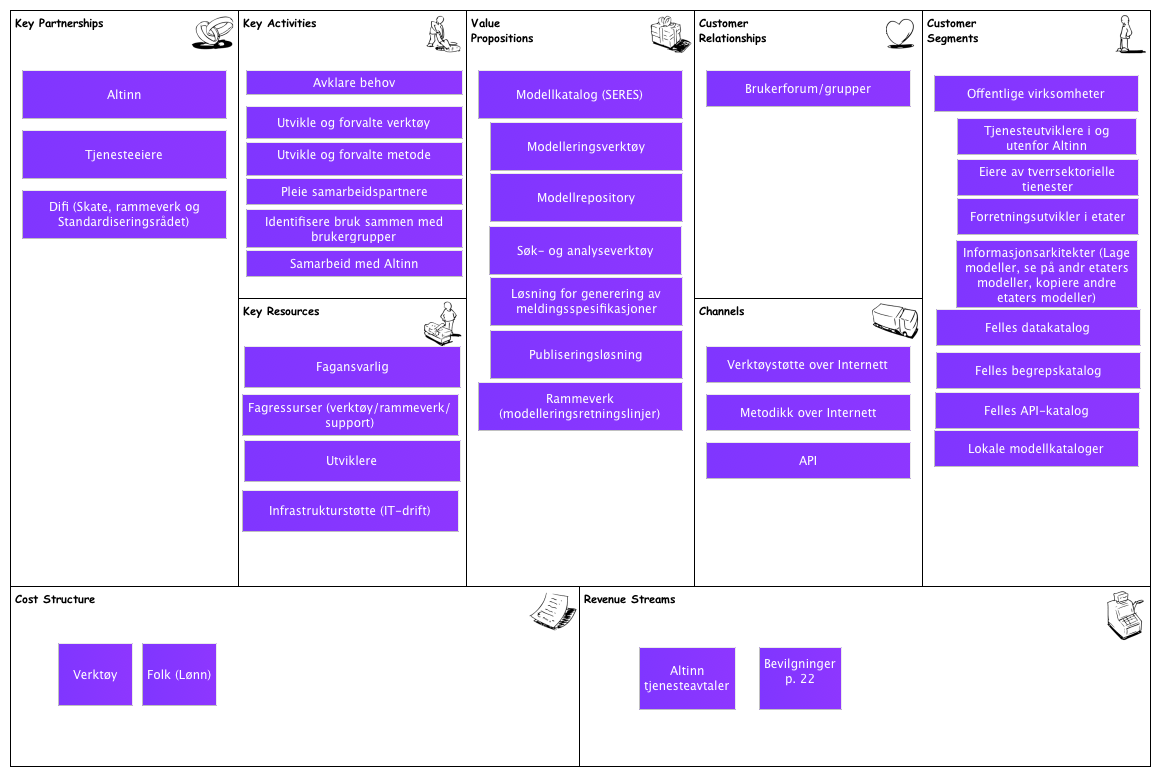 Key Partnerships
Altinn
Tjenesteeiere
Difi (Skate, rammeverk og
Standardiseringsrådet)
Key Activities
Avklare behov
Utvikle og forvalte verktøy
Utvikle og forvalte metode
Pleie samarbeidspartnere
Identifisere bruk sammen med
brukergrupper
Samarbeid med Altinn
Key Resources
Fagansvarlig
Fagressurser (verktøy/rammeverk/
support)
Utviklere
Infrastrukturstøtte (IT-drift)
Value
Propositions
Modellkatalog (SERES)
Modelleringsverktøy
Modellrepository
Søk- og analyseverktøy
Løsning for generering av
meldingsspesifikasjoner
Publiseringsløsning
Rammeverk
(modelleringsretningslinjer)
Customer
Relationships
Brukerforum/grupper
Channels
Verktøystøtte over Internett
Metodikk over Internett
API
Customer
Segments
Offentlige virksomheter
Tjenesteutviklere i og
utenfor Altinn
Eiere av tverrsektorielle
tienester
Forretningsutvikler i etater
Informasjonsarkitekter (Lage
modeller, se på andr etaters
modeller, kopiere andre
etaters modeller)
Felles datakatalog
Felles begrepskatalog
Felles API-katalog
Lokale modellkataloger
Cost Structure
Verktøy
Folk (Lønn)
Revenue Streams
Altinn
tjenesteavtaler
Bevilgninger
p. 22